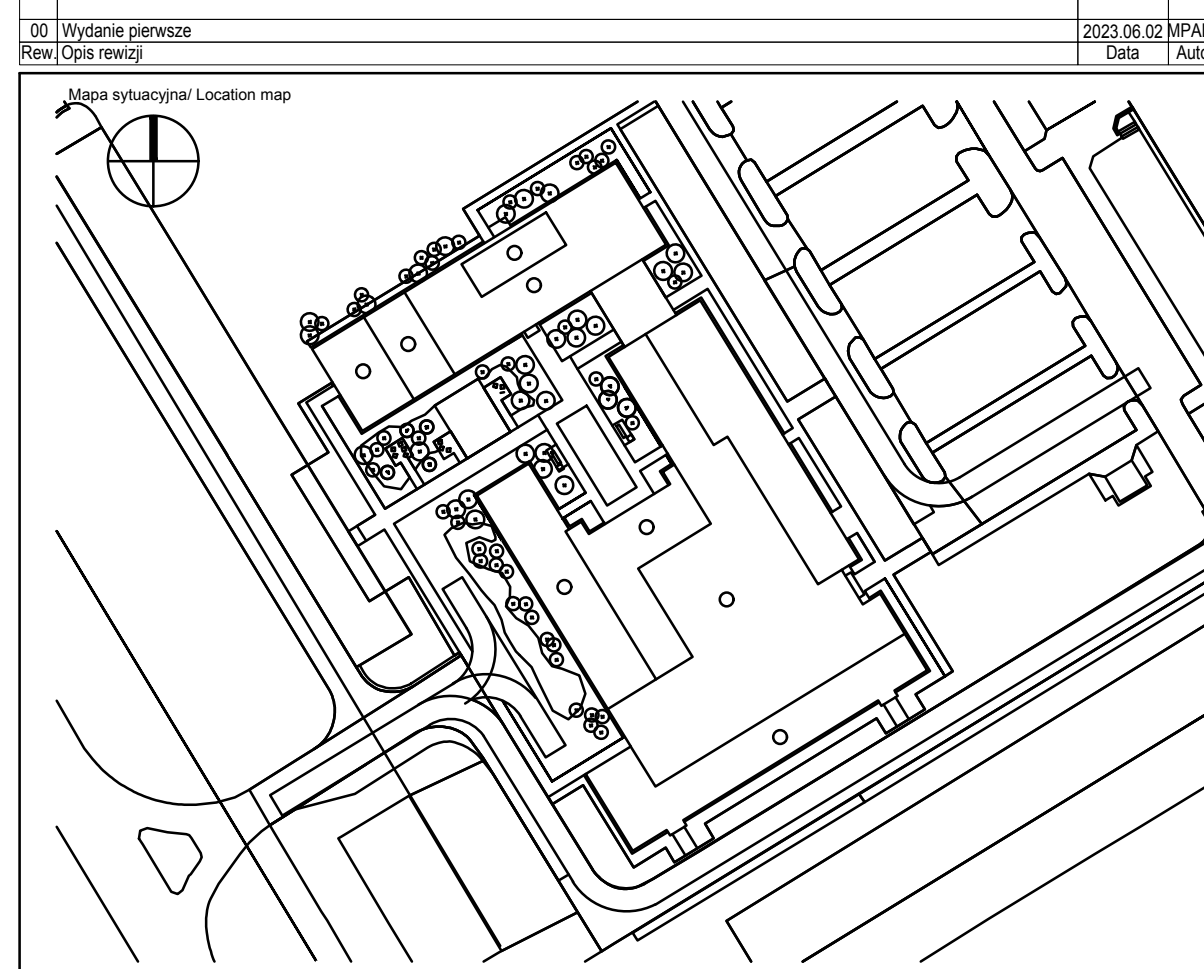 00 Wydanie pierwsze 2023.06.02
Rew. Opis rewizji Data
Mapa sytuacyjna/ Location map